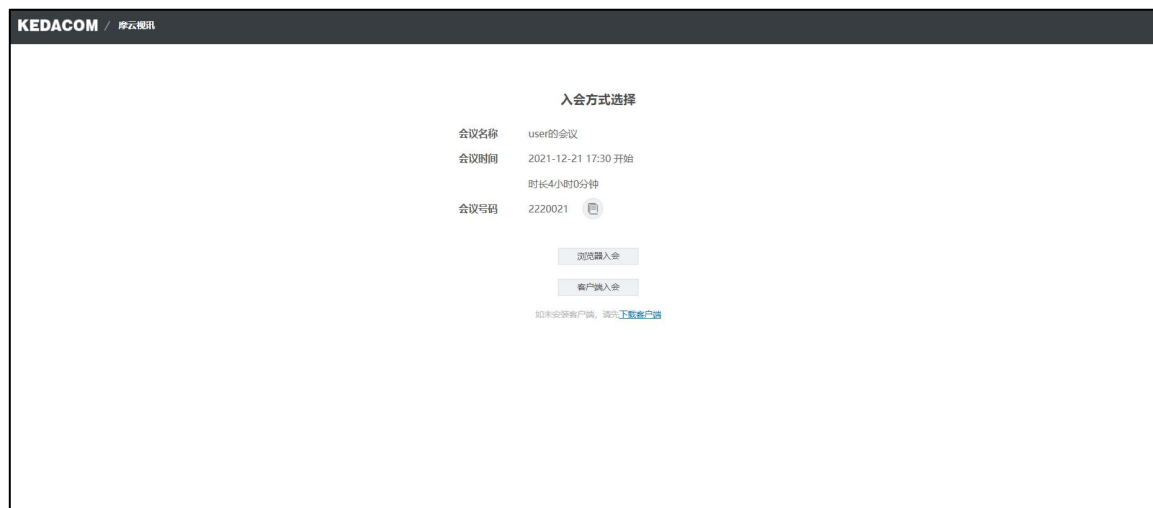 KEDACOM / 摩云视讯
入会方式选择
会议名称 user的会议
会议时间 2021-12-21 17:30 开始
时长4小时0分钟
会议号码 2220021
浏览器入会
客户端入会
如未安装客户端，请先下载客户端